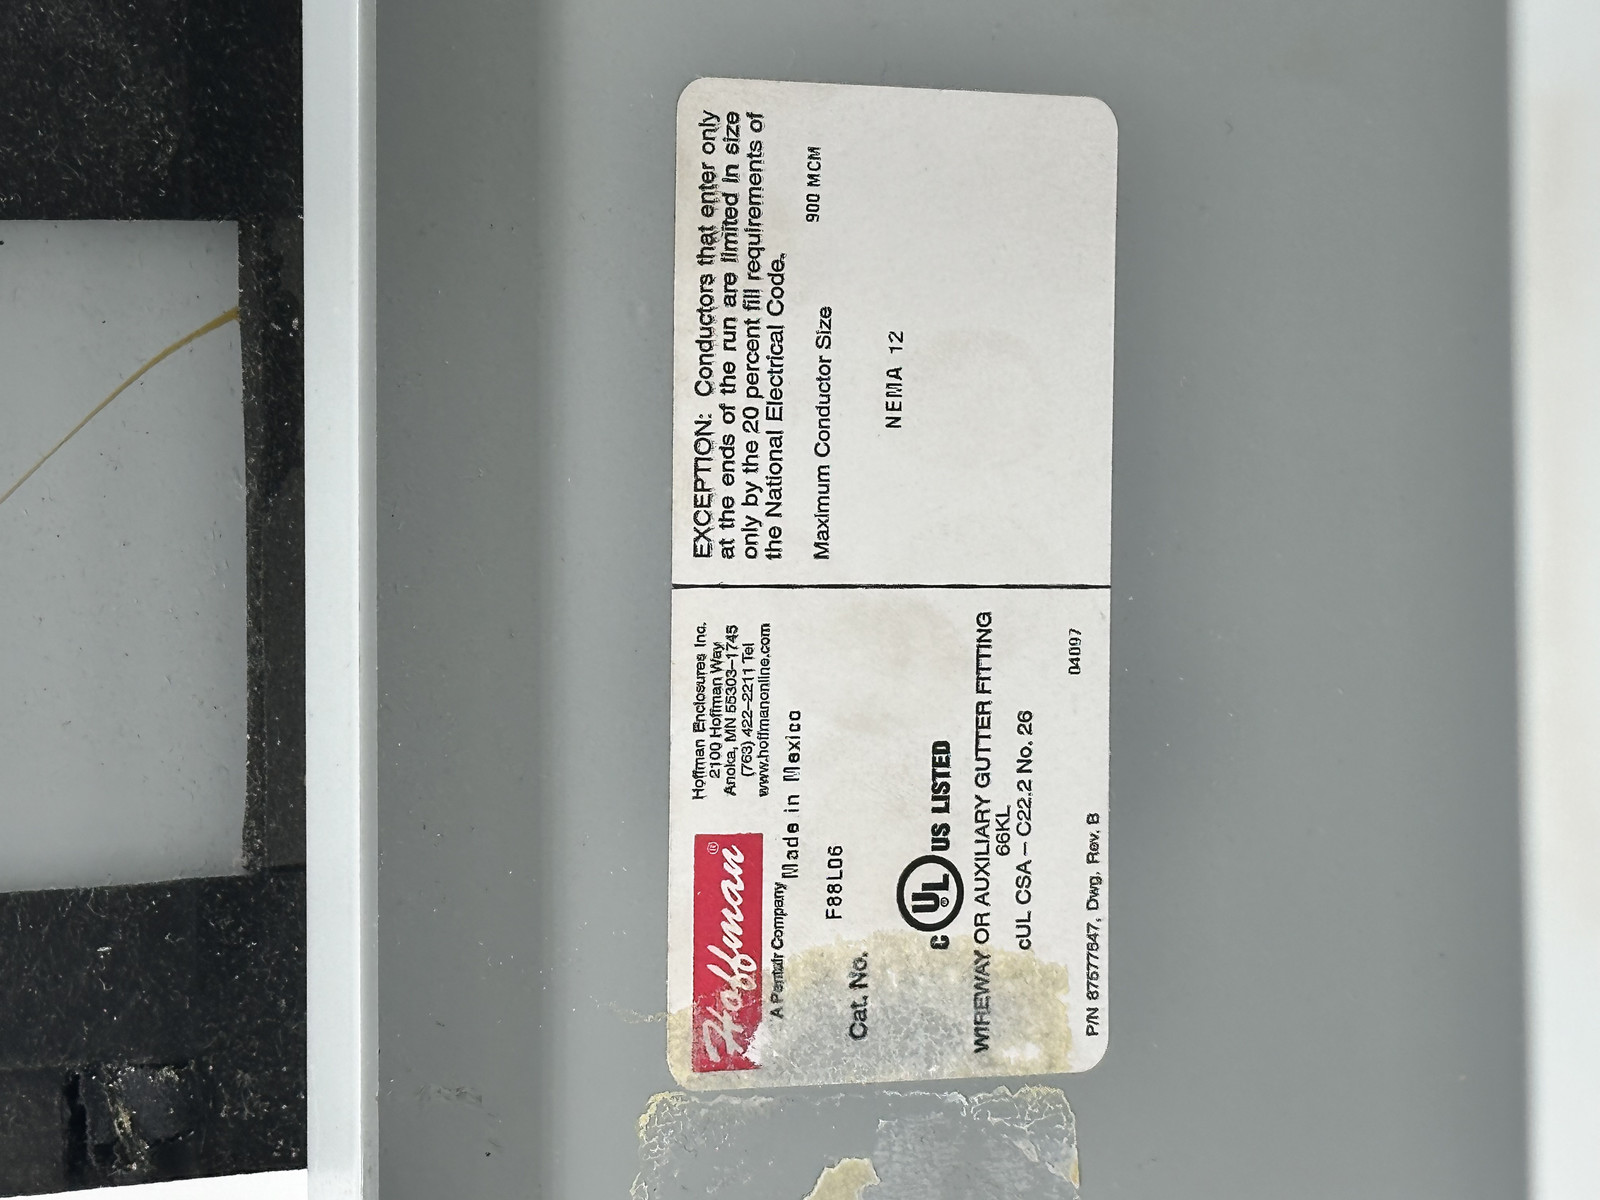 Hoffman®
A Pentair Company
Hoffman Enclosures Inc.
2100 Hoffman Way
Anoka, MN 55303-1745
(763) 422-2211 Tel
www.hoffmanonline.com
Made in Mexico
Cat. No. F88L06
c UL® US LISTED
WIREWAY OR AUXILIARY GUTTER FITTING
66KL
cUL CSA - C22.2 No. 26
04097
P/N 87577647, Dwg. Rev. B
EXCEPTION: Conductors that enter only
at the ends of the run are limited in size
only by the 20 percent fill requirements of
the National Electrical Code.
Maximum Conductor Size 900 MCM
NEMA 12